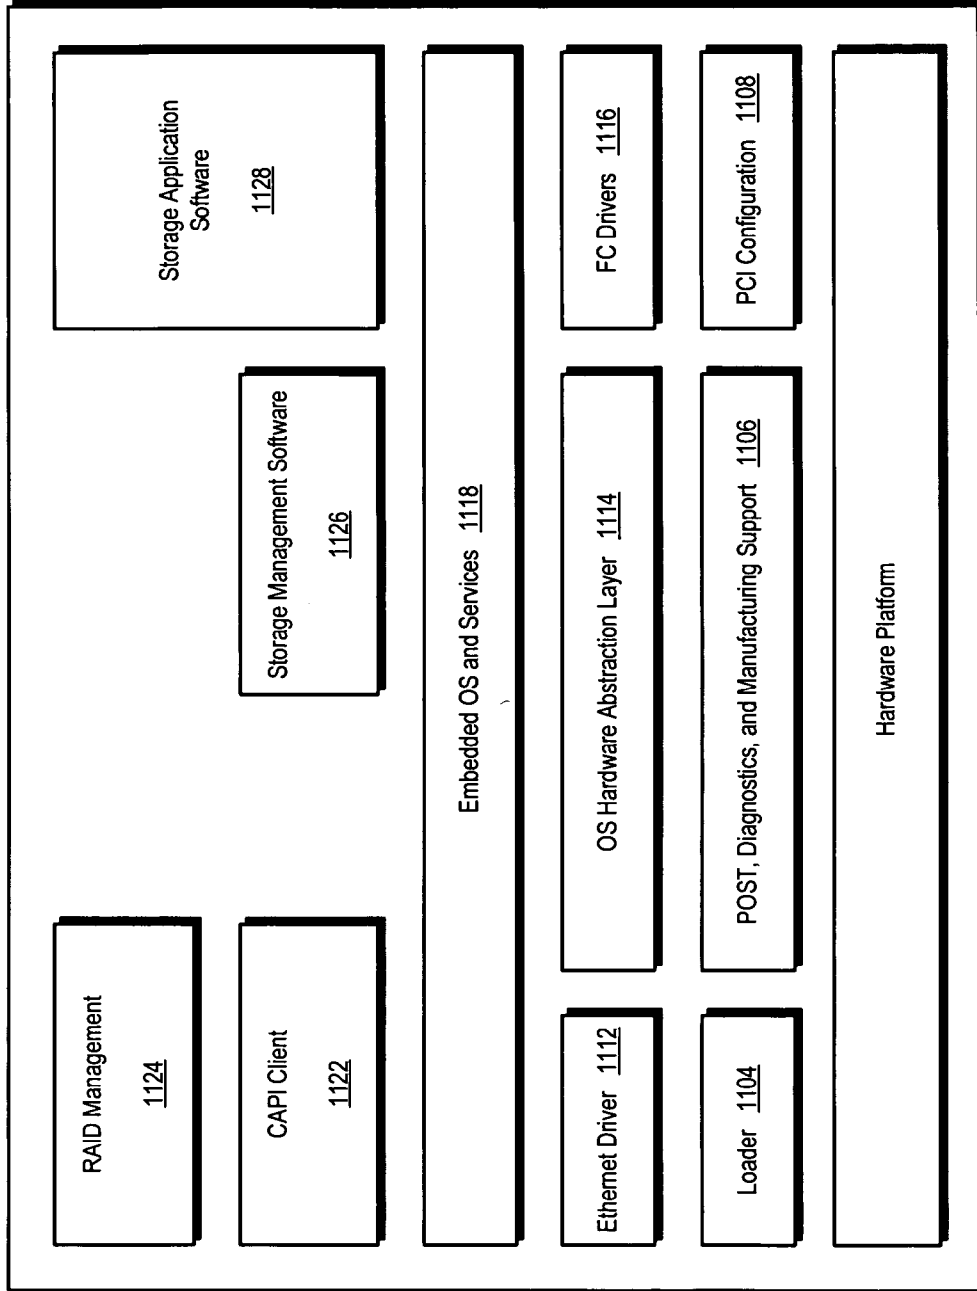 RAID Management
1124
Storage Application
Software
1128
CAPI Client
1122
Storage Management Software
1126
Embedded OS and Services 1118
Ethernet Driver 1112
OS Hardware Abstraction Layer 1114
FC Drivers 1116
Loader 1104
POST, Diagnostics, and Manufacturing Support 1106
PCI Configuration 1108
Hardware Platform